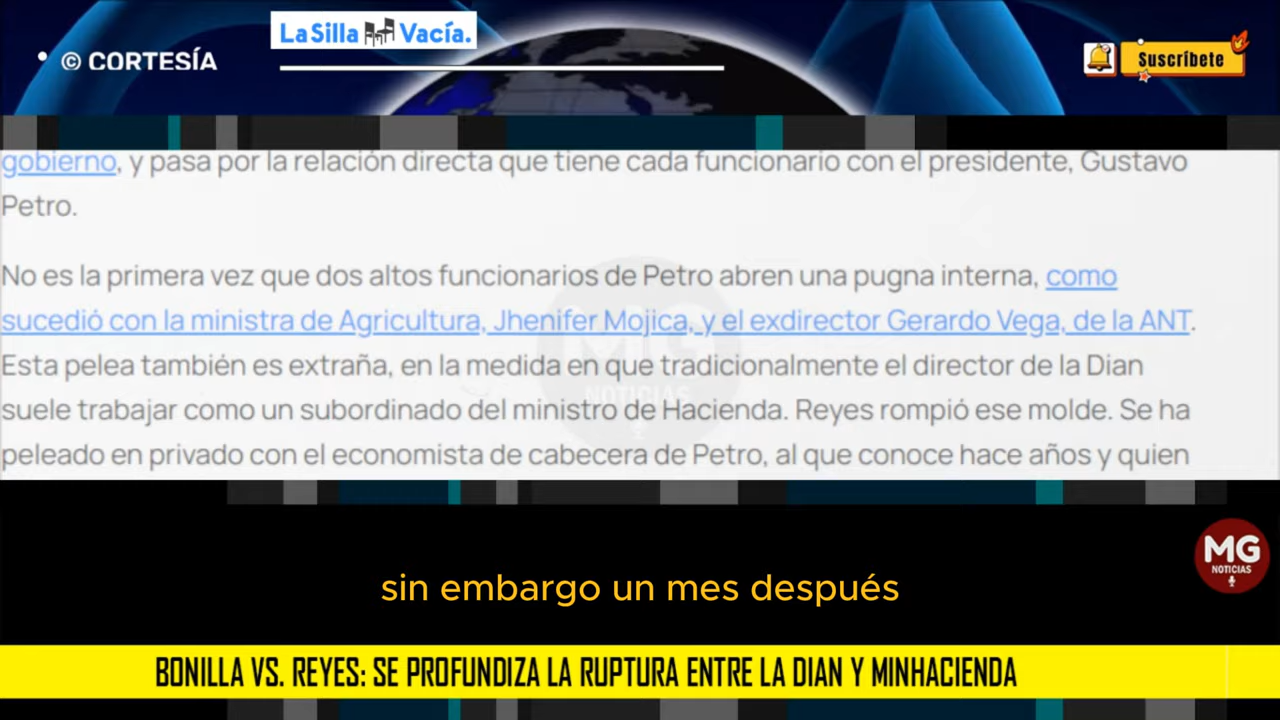 La Silla Vacía.
© CORTESÍA
Suscríbete
gobierno, y pasa por la relación directa que tiene cada funcionario con el presidente, Gustavo
Petro.
No es la primera vez que dos altos funcionarios de Petro abren una pugna interna, como
sucedió con la ministra de Agricultura, Jhenifer Mojica, y el exdirector Gerardo Vega, de la ANT.
Esta pelea también es extraña, en la medida en que tradicionalmente el director de la Dian
suele trabajar como un subordinado del ministro de Hacienda. Reyes rompió ese molde. Se ha
peleado en privado con el economista de cabecera de Petro, al que conoce hace años y quien
MG
NOTICIAS
sin embargo un mes después
MG
NOTICIAS
BONILLA VS. REYES: SE PROFUNDIZA LA RUPTURA ENTRE LA DIAN Y MINHACIENDA